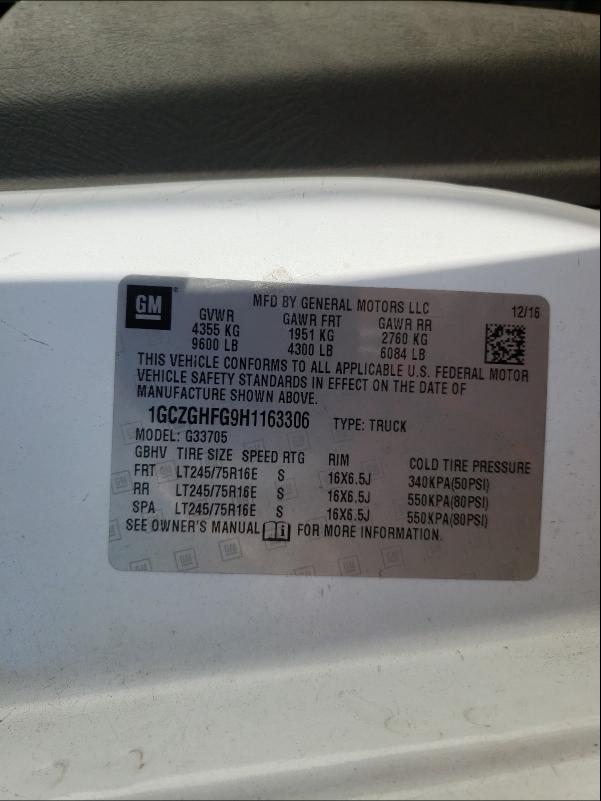 GM
MFD BY GENERAL MOTORS LLC 12/16
GVWR GAWR FRT GAWR RR
4355 KG 1951 KG 2760 KG
9600 LB 4300 LB 6084 LB
THIS VEHICLE CONFORMS TO ALL APPLICABLE U.S. FEDERAL MOTOR
VEHICLE SAFETY STANDARDS IN EFFECT ON THE DATE OF
MANUFACTURE SHOWN ABOVE.
1GCZGHFG9H1163306 TYPE: TRUCK
MODEL: G33705
GBHV TIRE SIZE SPEED RTG RIM COLD TIRE PRESSURE
FRT LT245/75R16E S 16X6.5J 340KPA(50PSI)
RR LT245/75R16E S 16X6.5J 550KPA(80PSI)
SPA LT245/75R16E S 16X6.5J 550KPA(80PSI)
SEE OWNER'S MANUAL FOR MORE INFORMATION.